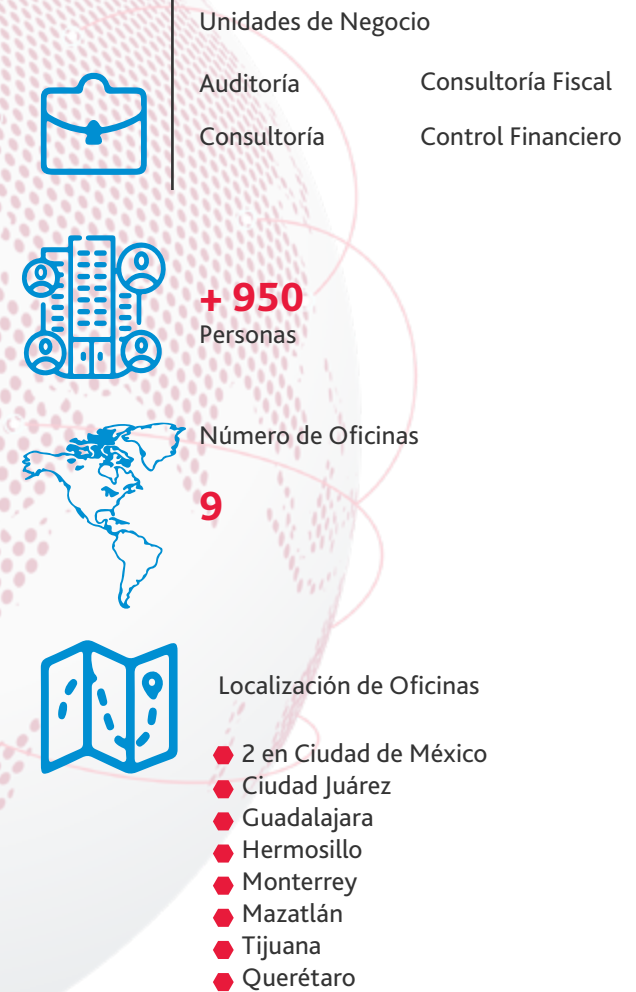 Unidades de Negocio
Auditoría
Consultoría Fiscal
Consultoría
Control Financiero
+ 950
Personas
Número de Oficinas
9
Localización de Oficinas
2 en Ciudad de México
Ciudad Juárez
Guadalajara
Hermosillo
Monterrey
Mazatlán
Tijuana
Querétaro